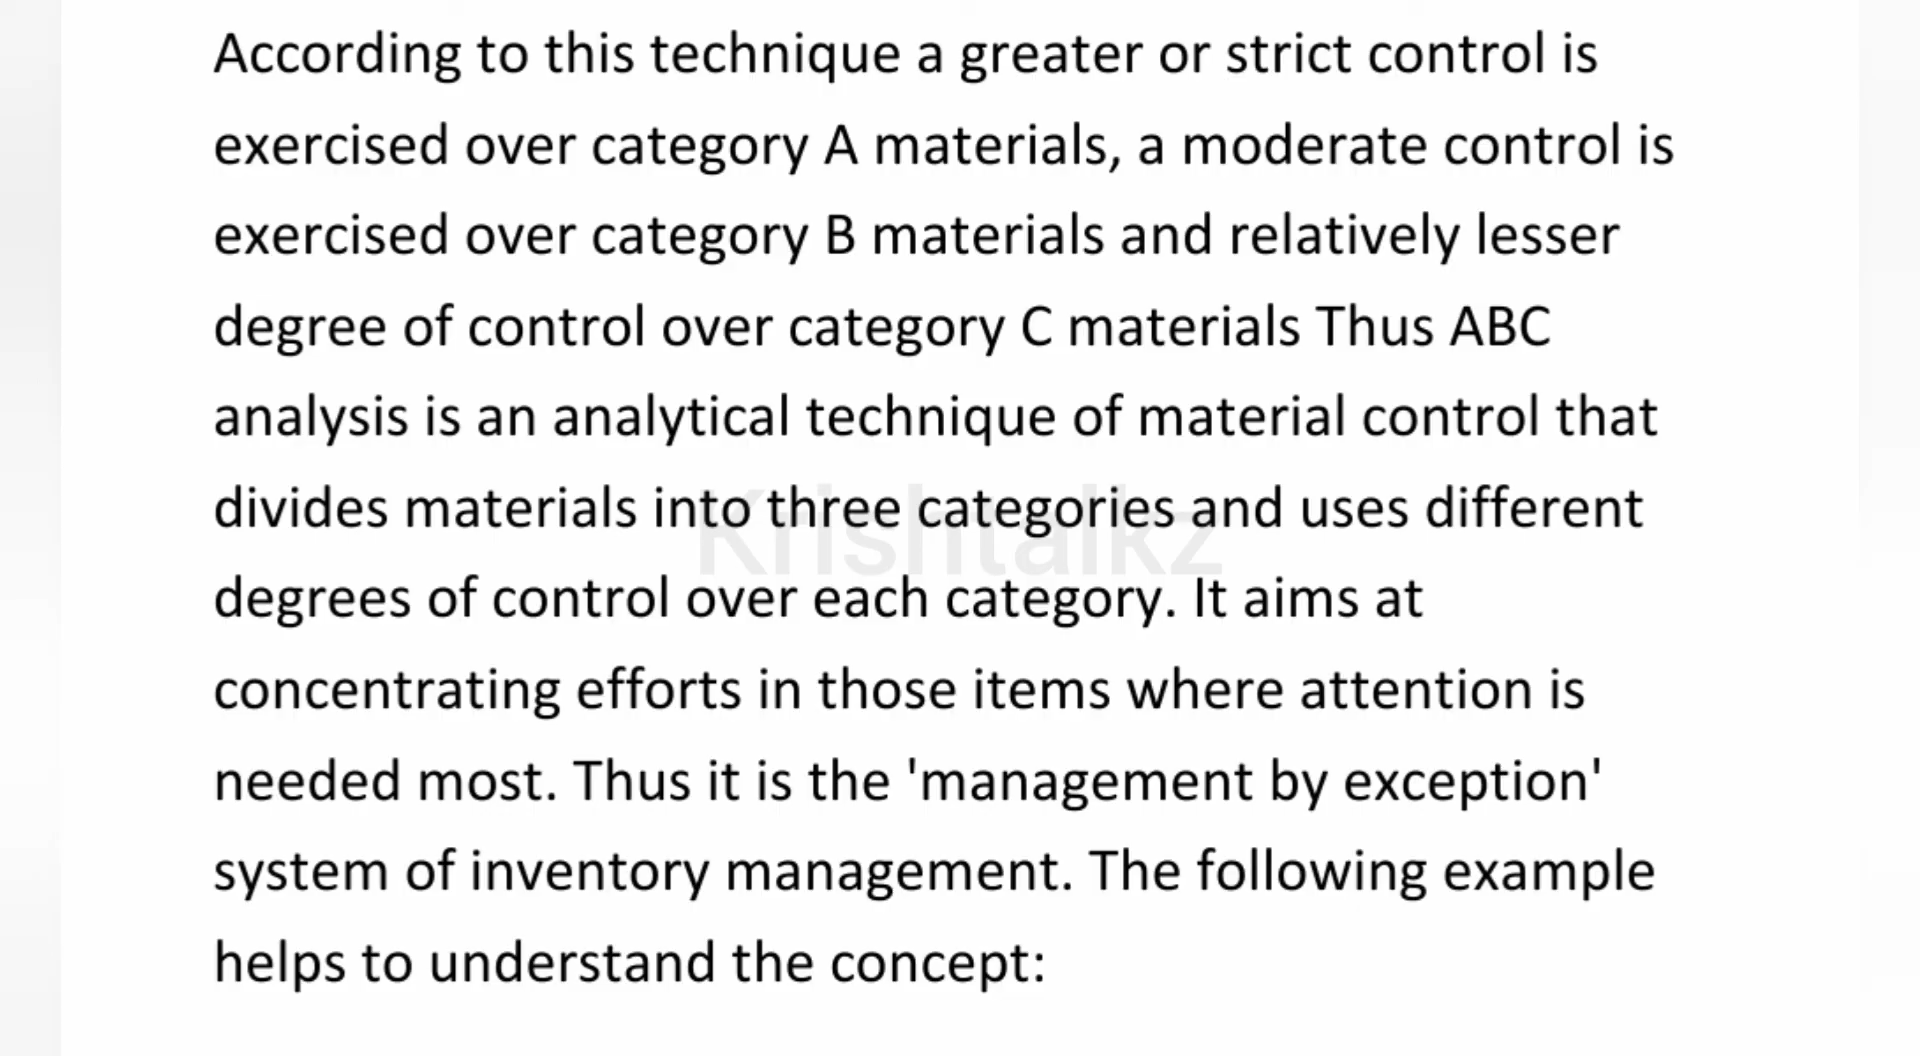 According to this technique a greater or strict control is
exercised over category A materials, a moderate control is
exercised over category B materials and relatively lesser
degree of control over category C materials Thus ABC
analysis is an analytical technique of material control that
divides materials into three categories and uses different
Krishtalkz
degrees of control over each category. It aims at
concentrating efforts in those items where attention is
needed most. Thus it is the 'management by exception'
system of inventory management. The following example
helps to understand the concept: